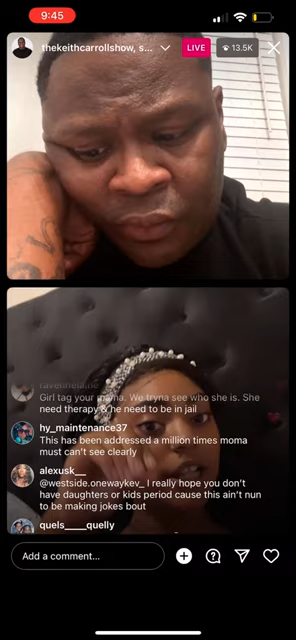 9:45
thekeithcarrollshow, s...
LIVE
13.5K
ravennelaine
Girl tag your mama. We tryna see who she is. She
need therapy & he need to be in jail
hy_maintenance37
This has been addressed a million times moma
must can't see clearly
alexusk__
@westside.onewaykev_ I really hope you don't
have daughters or kids period cause this ain't nun
to be making jokes bout
quels____quelly
Add a comment...